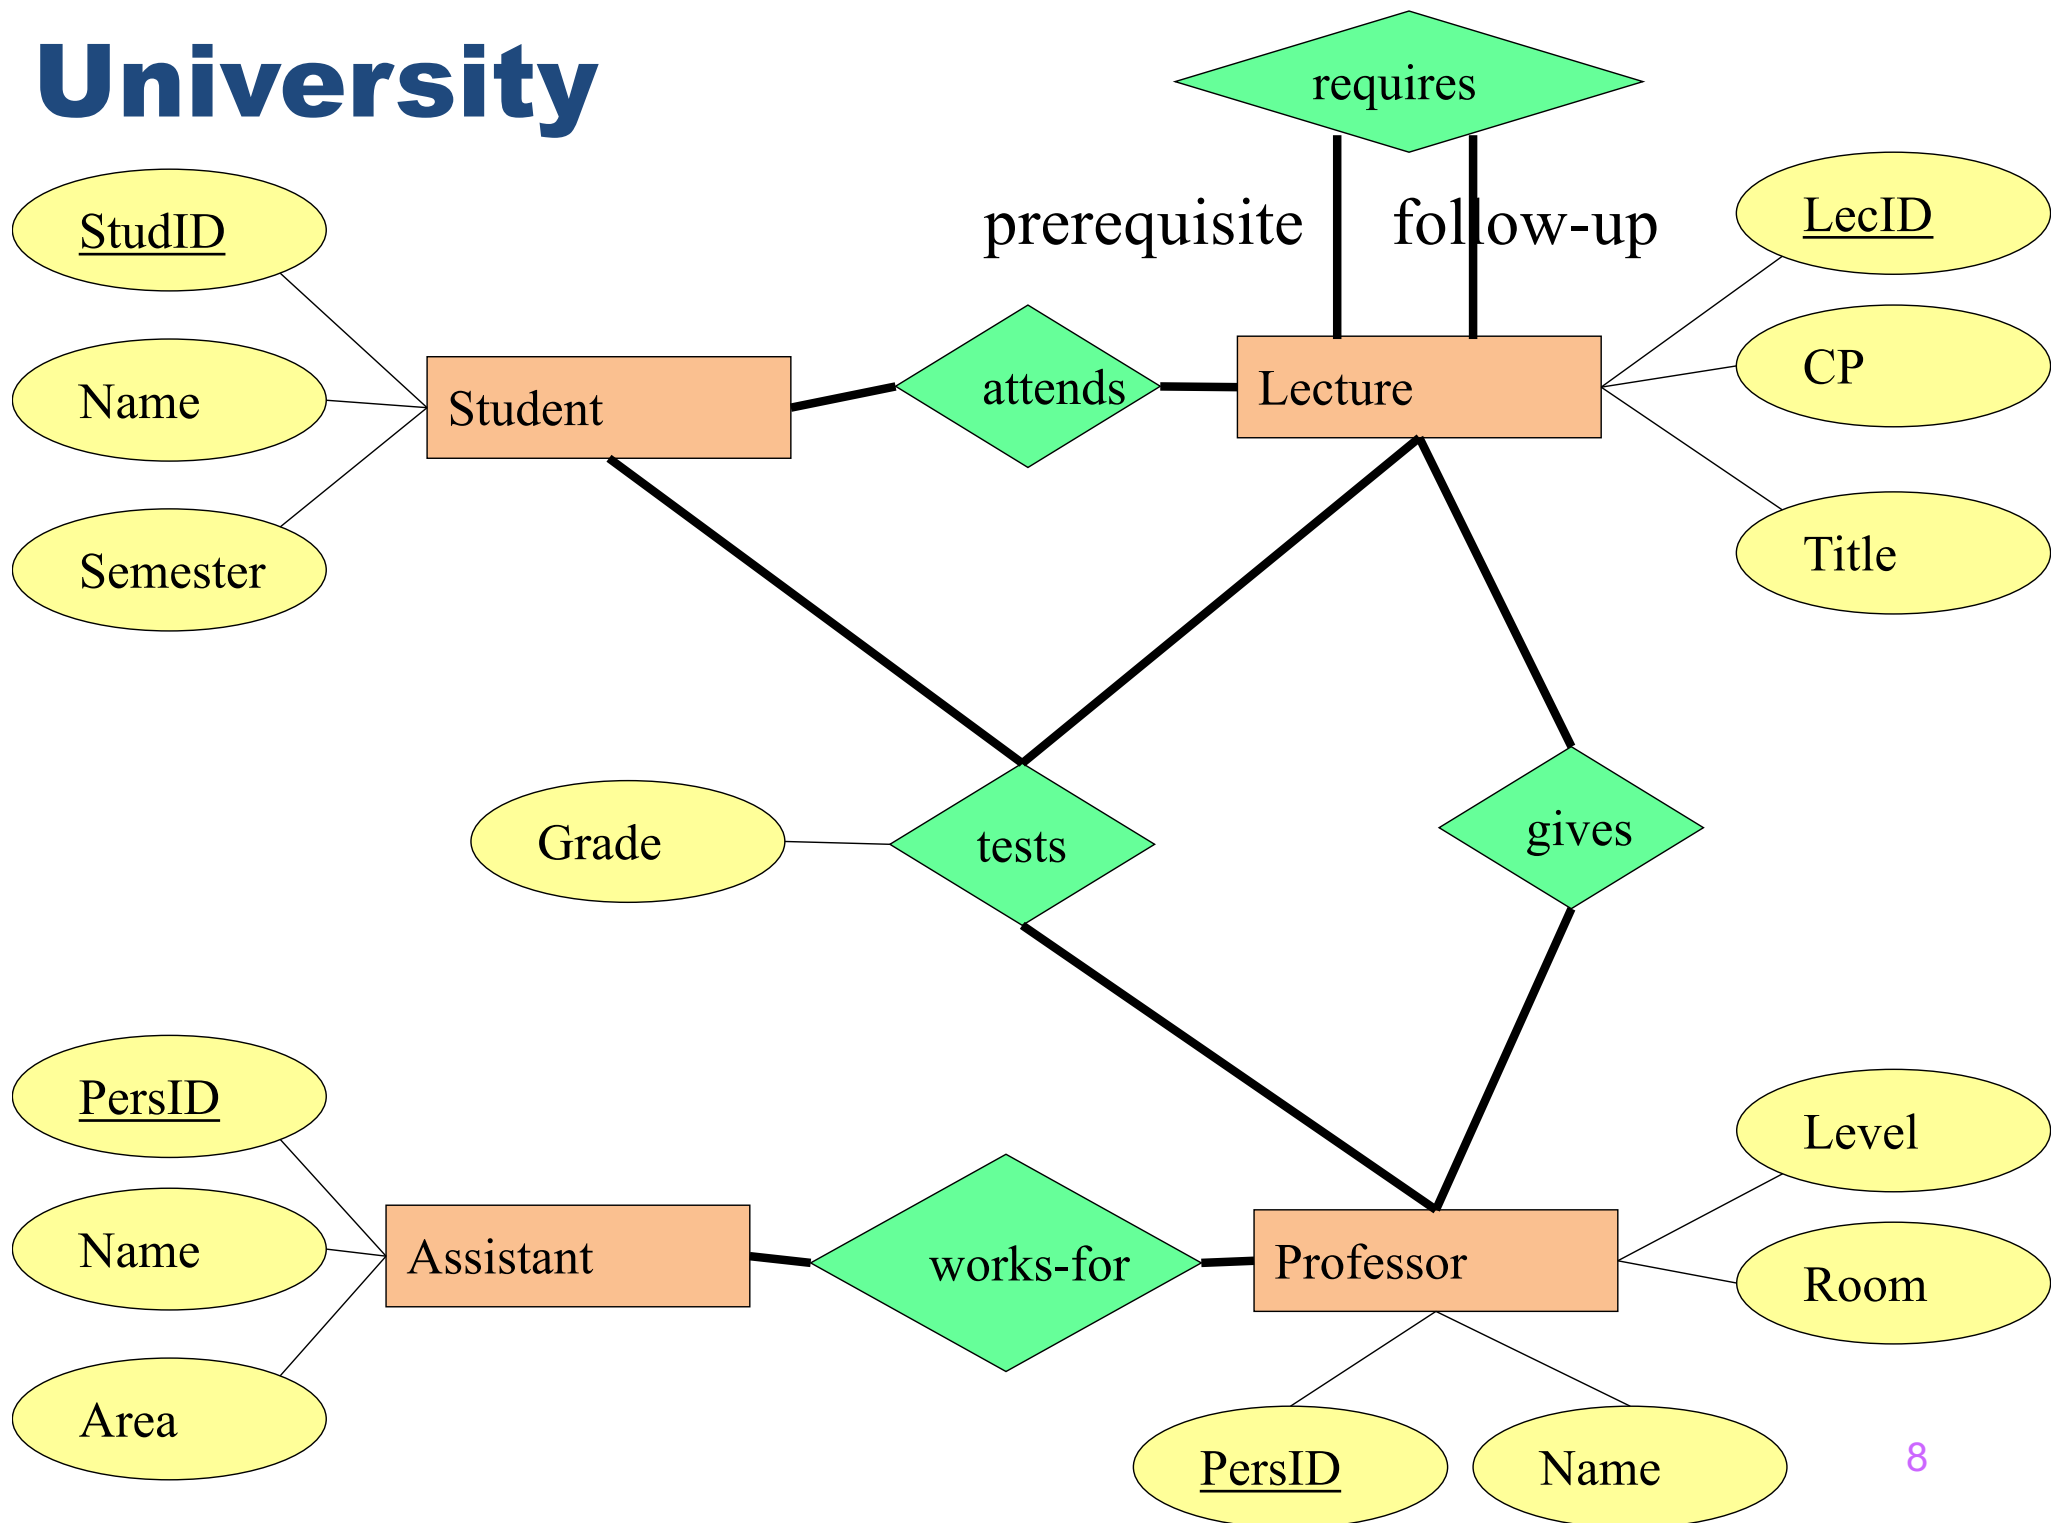 University
requires
prerequisite
follow-up
StudID
LecID
Name
Student
attends
Lecture
CP
Semester
Title
Grade
tests
gives
PersID
Level
Name
Assistant
works-for
Professor
Room
Area
PersID
Name
8